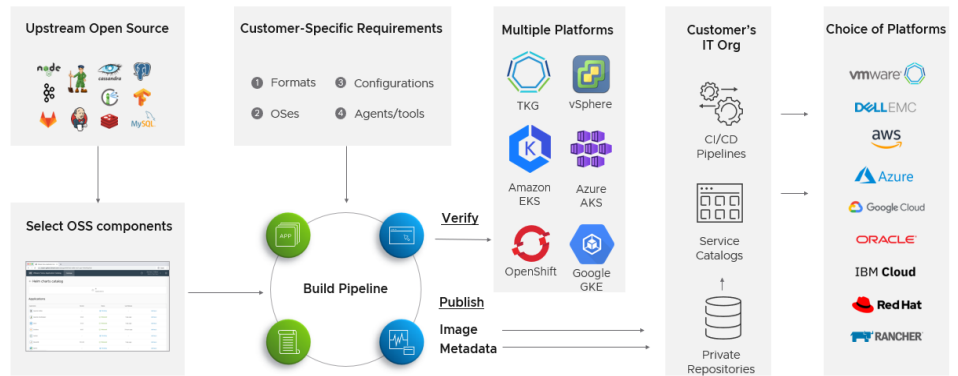 Upstream Open Source
node
cassandra
MySQL
Customer-Specific Requirements
1 Formats
3 Configurations
2 OSes
4 Agents/tools
Multiple Platforms
TKG
vSphere
Amazon
EKS
Azure
AKS
OpenShift
Google
GKE
Customer's
IT Org
CI/CD
Pipelines
Service
Catalogs
Private
Repositories
Choice of Platforms
vmware
DELLEMC
aws
Azure
Google Cloud
ORACLE
IBM Cloud
Red Hat
RANCHER
Select OSS components
APP
Build Pipeline
Verify
Publish
Image
Metadata